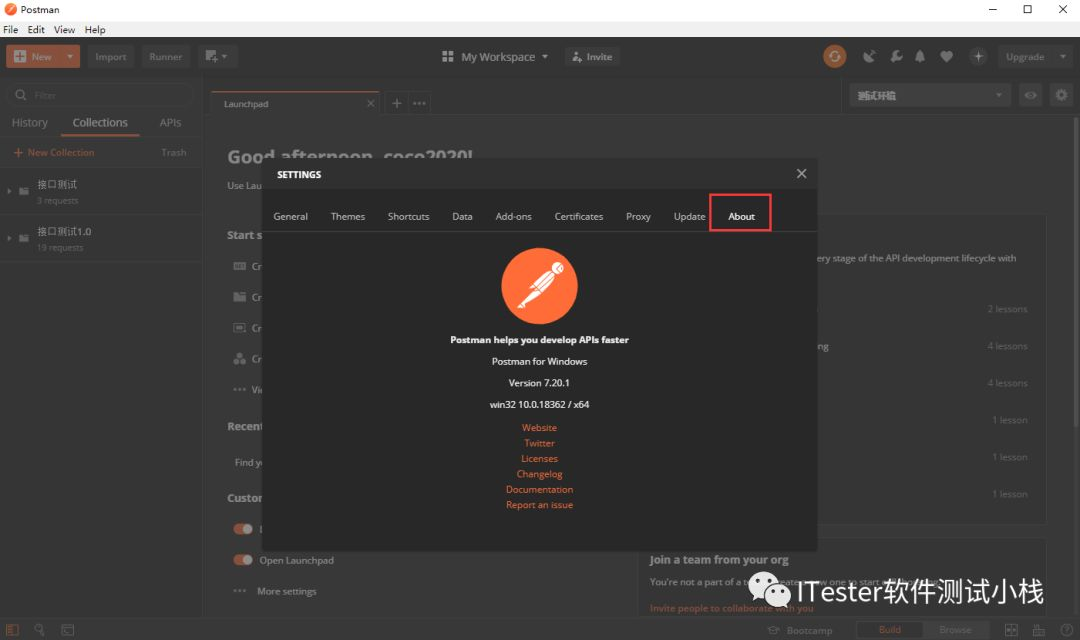 Postman
File Edit View Help
New Import Runner My Workspace Invite Upgrade
Filter
Launchpad
测试环境
History Collections APIs
New Collection Trash
接口测试
3 requests
接口测试1.0
19 requests
Good afternoon, coco2020!
Use Lau
SETTINGS
General Themes Shortcuts Data Add-ons Certificates Proxy Update About
Start s
Cr
Cr
Cr
Cr
Vi
Recent
Find yo
Custom
Postman helps you develop APIs faster
Postman for Windows
Version 7.20.1
win32 10.0.18362 / x64
Website
Twitter
Licenses
Changelog
Documentation
Report an issue
ery stage of the API development lifecycle with
2 lessons
ng
4 lessons
4 lessons
1 lesson
1 lesson
1 lesson
Open Launchpad
More settings
Join a team from your org
You're not a part of a
new one to start
Invite people to collaborate with you
ITester软件测试小栈
Bootcamp Build Browse